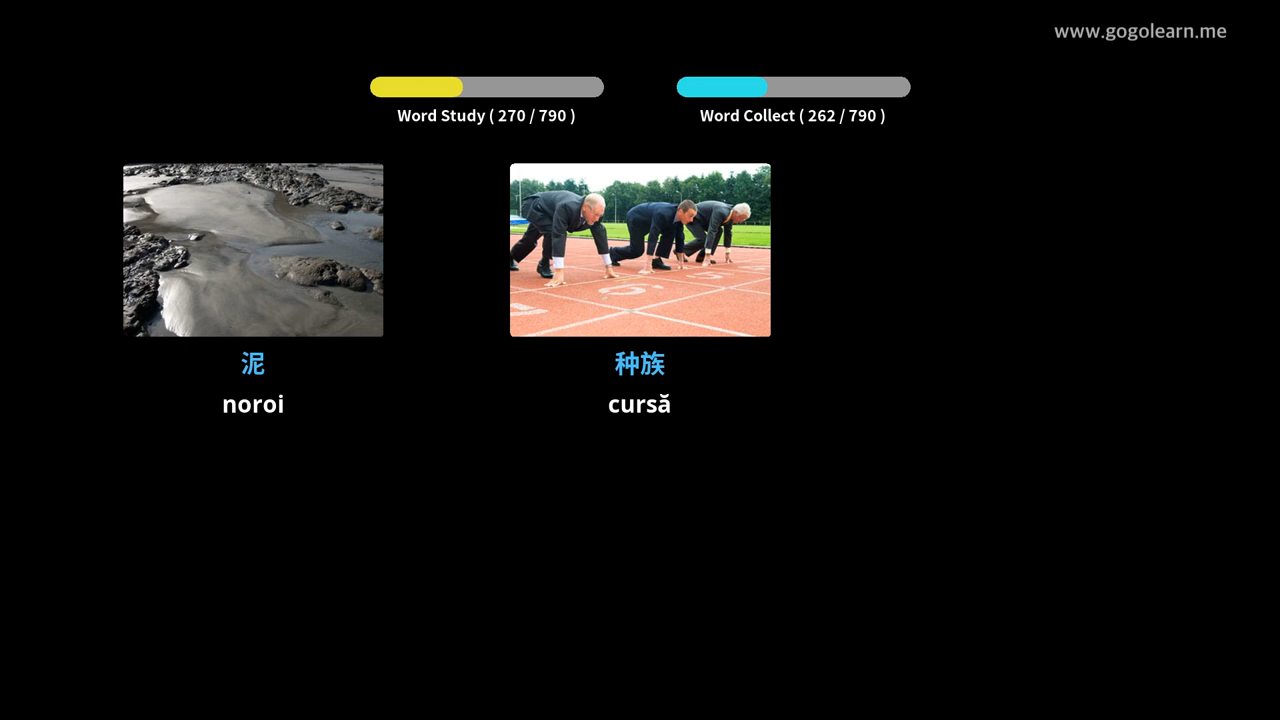 www.gogolearn.me
Word Study ( 270 / 790 )
Word Collect ( 262 / 790 )
泥
noroi
种族
cursă